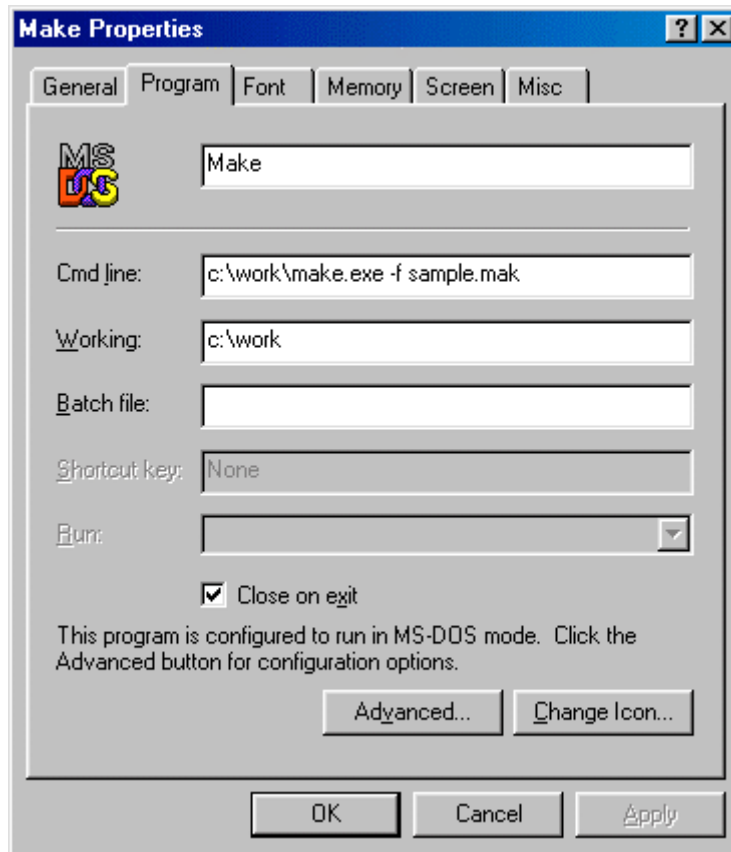 Make Properties
General Program Font Memory Screen Misc
MS
DOS
Make
Cmd line: c:\work\make.exe -f sample.mak
Working: c:\work
Batch file:
Shortcut key: None
Run:
Close on exit
This program is configured to run in MS-DOS mode. Click the
Advanced button for configuration options.
Advanced... Change Icon...
OK Cancel Apply